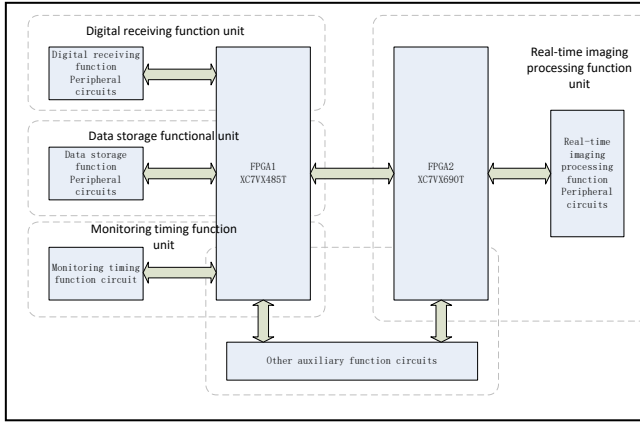 Digital receiving function unit
Digital receiving
function
Peripheral
circuits
Data storage functional unit
Data storage
function
Peripheral
circuits
Monitoring timing function
unit
Monitoring timing
function circuit
FPGA1
XC7VX485T
FPGA2
XC7VX690T
Real-time imaging
processing function
unit
Real-time
imaging
processing
function
Peripheral
circuits
Other auxiliary function circuits